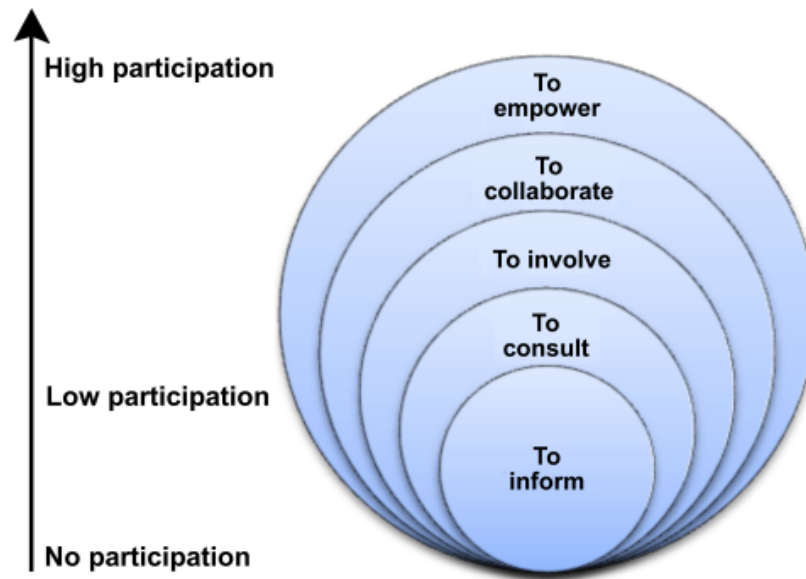 High participation
Low participation
No participation
To
empower
To
collaborate
To involve
To
consult
To
inform